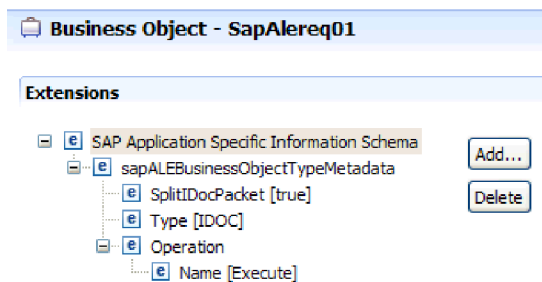 Business Object - SapAlereq01
Extensions
e SAP Application Specific Information Schema
Add...
e sapALEBusinessObjectTypeMetadata
e SplitIDocPacket [true]
Delete
e Type [IDOC]
e Operation
e Name [Execute]